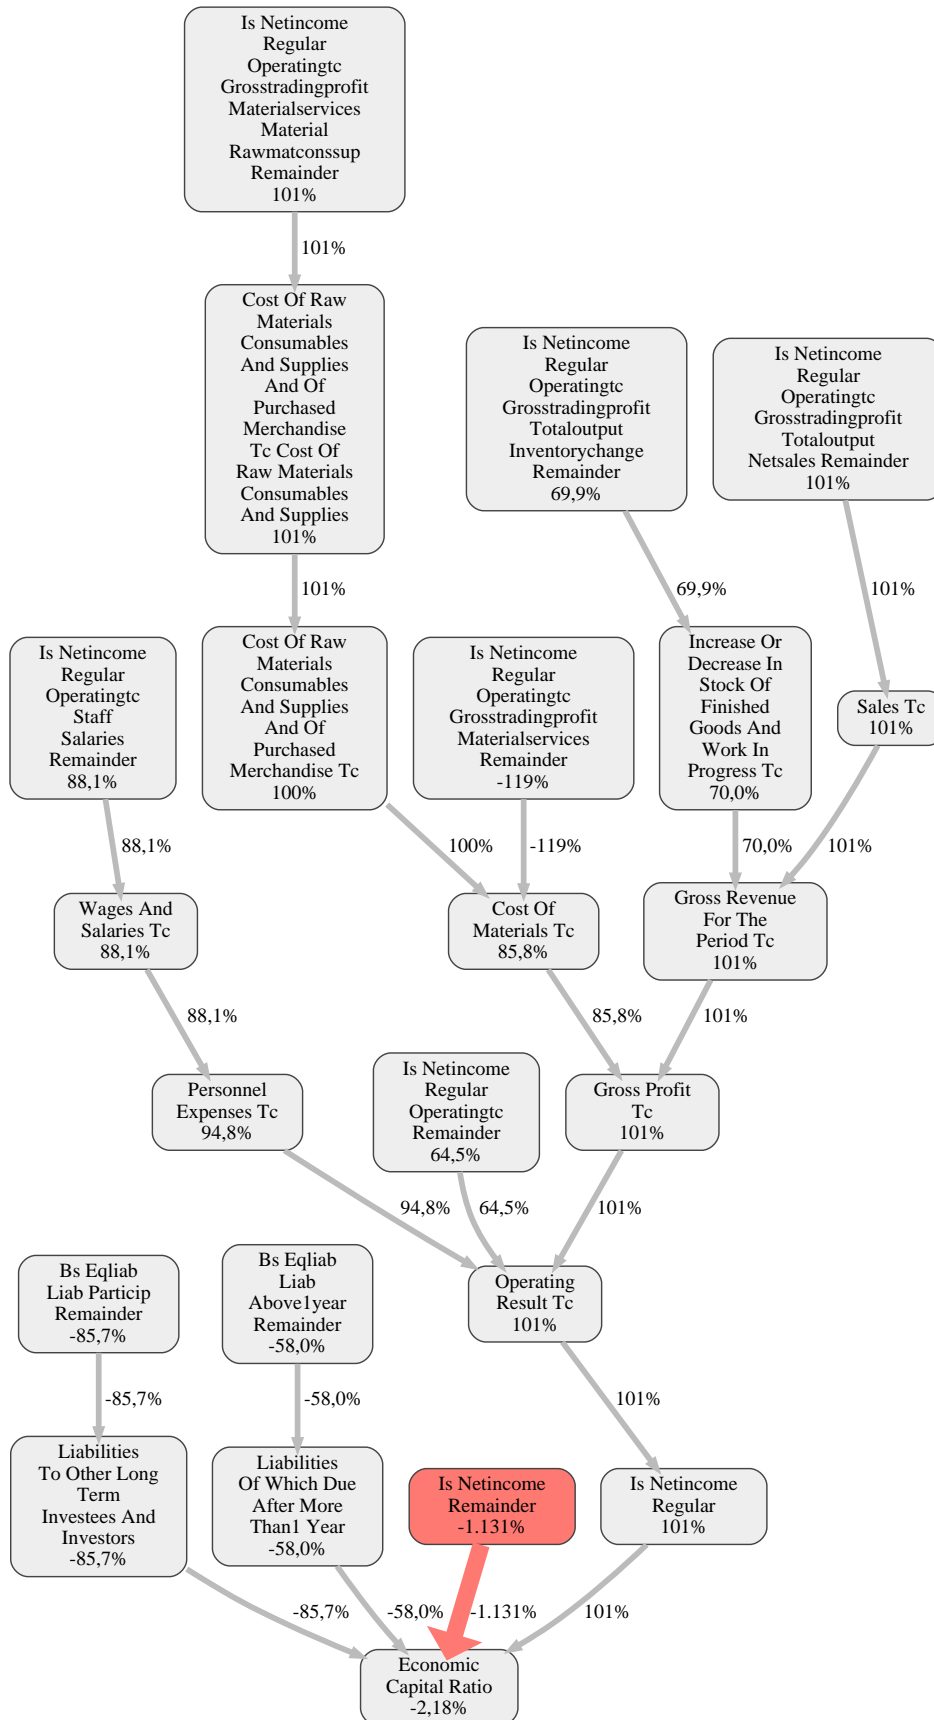 Is Netincome
Regular
Operatingtc
Grosstradingprofit
Materialservices
Material
Rawmatconssup
Remainder
101%
101%
Cost Of Raw
Materials
Consumables
And Supplies
And Of
Purchased
Merchandise
Tc Cost Of
Raw Materials
Consumables
And Supplies
101%
Is Netincome
Regular
Operatingtc
Grosstradingprofit
Totaloutput
Inventorychange
Remainder
69,9%
Is Netincome
Regular
Operatingtc
Grosstradingprofit
Totaloutput
Netsales Remainder
101%
101%
69,9%
101%
Is Netincome
Regular
Operatingtc
Staff
Salaries
Remainder
88,1%
Cost Of Raw
Materials
Consumables
And Supplies
And Of
Purchased
Merchandise Tc
100%
Is Netincome
Regular
Operatingtc
Grosstradingprofit
Materialservices
Remainder
-119%
Increase Or
Decrease In
Stock Of
Finished
Goods And
Work In
Progress Tc
70,0%
Sales Tc
101%
88,1%
100%
-119%
70,0%
101%
Wages And
Salaries Tc
88,1%
Cost Of
Materials Tc
85,8%
Gross Revenue
For The
Period Tc
101%
88,1%
85,8%
101%
Personnel
Expenses Tc
94,8%
Is Netincome
Regular
Operatingtc
Remainder
64,5%
Gross Profit
Tc
101%
94,8%
64,5%
101%
Bs Eqliab
Liab Particip
Remainder
-85,7%
Bs Eqliab
Liab
Above1year
Remainder
-58,0%
Operating
Result Tc
101%
-85,7%
-58,0%
101%
Liabilities
To Other Long
Term
Investees And
Investors
-85,7%
Liabilities
Of Which Due
After More
Than1 Year
-58,0%
Is Netincome
Remainder
-1.131%
Is Netincome
Regular
101%
-85,7%
-58,0%
-1.131%
101%
Economic
Capital Ratio
-2,18%